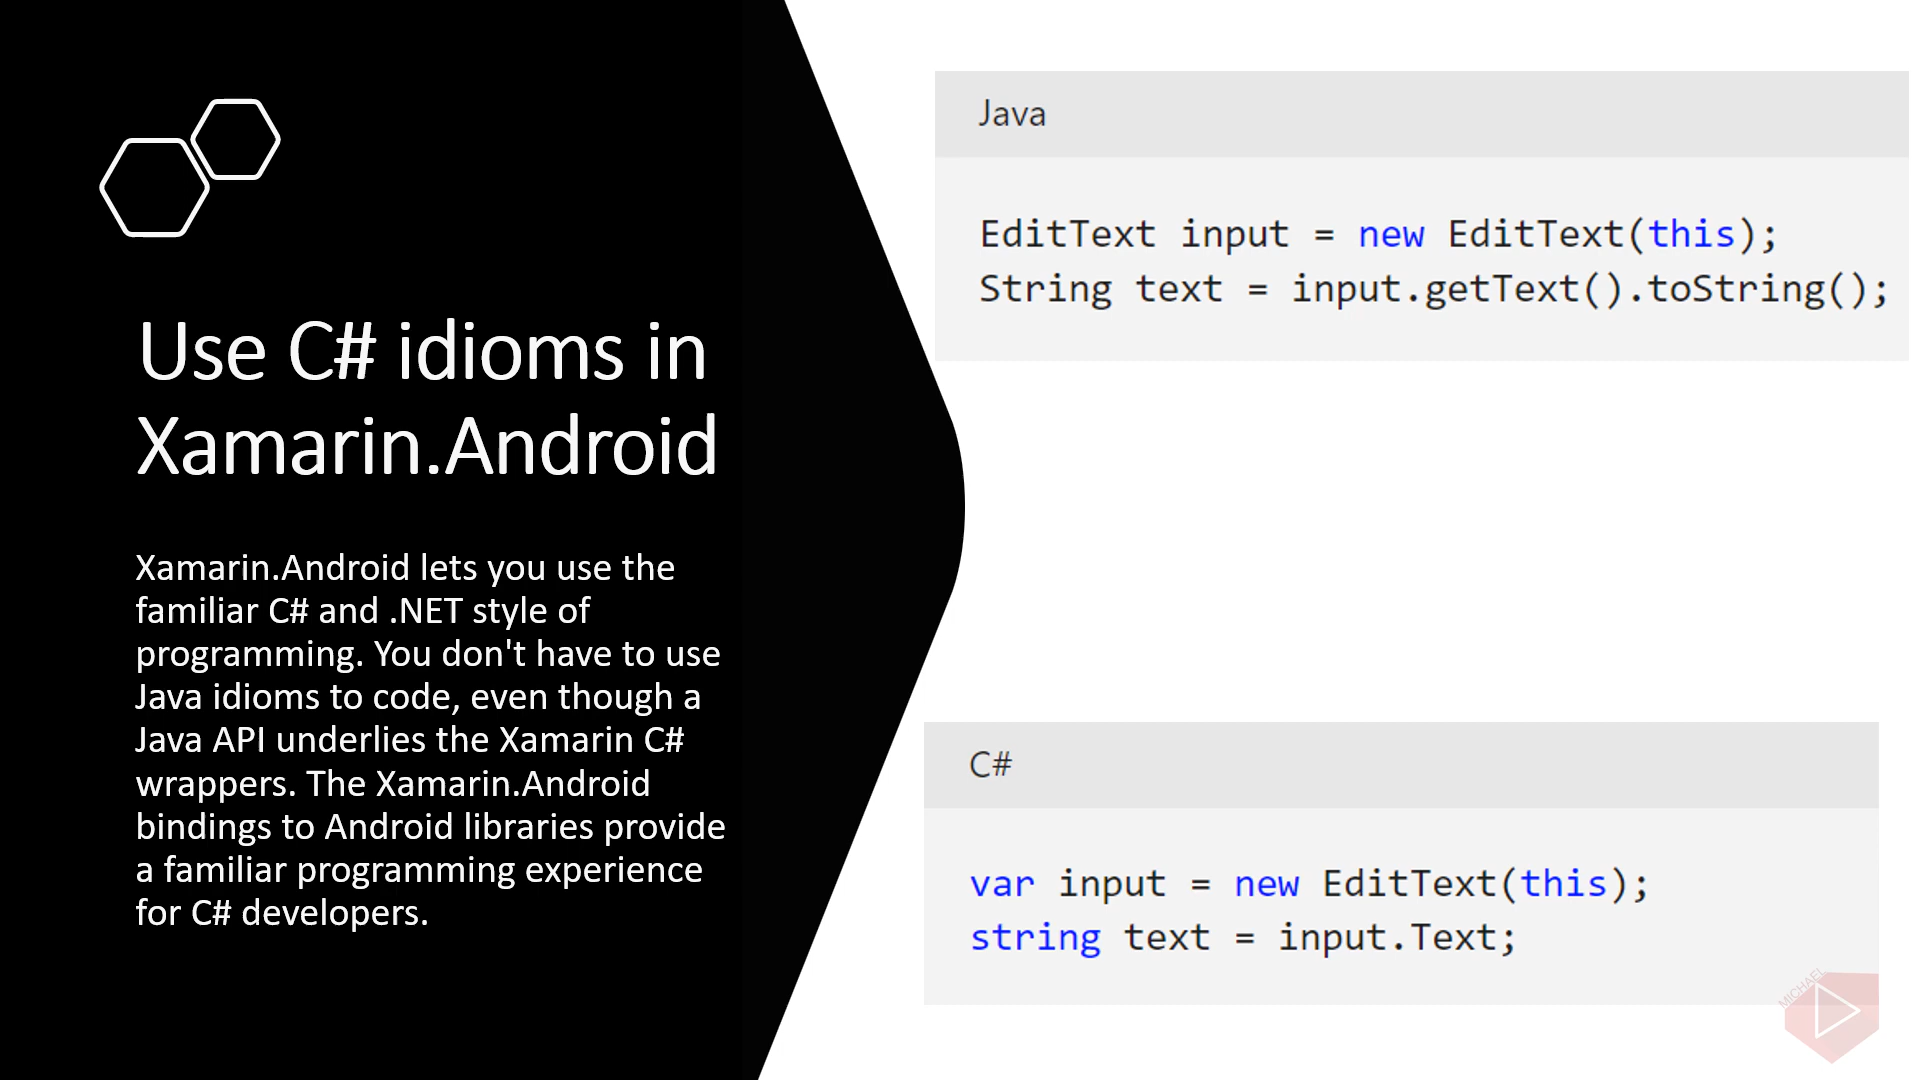 Use C# idioms in
Xamarin.Android
Xamarin.Android lets you use the
familiar C# and .NET style of
programming. You don't have to use
Java idioms to code, even though a
Java API underlies the Xamarin C#
wrappers. The Xamarin.Android
bindings to Android libraries provide
a familiar programming experience
for C# developers.
Java
EditText input = new EditText(this);
String text = input.getText().toString();
C#
var input = new EditText(this);
string text = input.Text;
MICHAEL